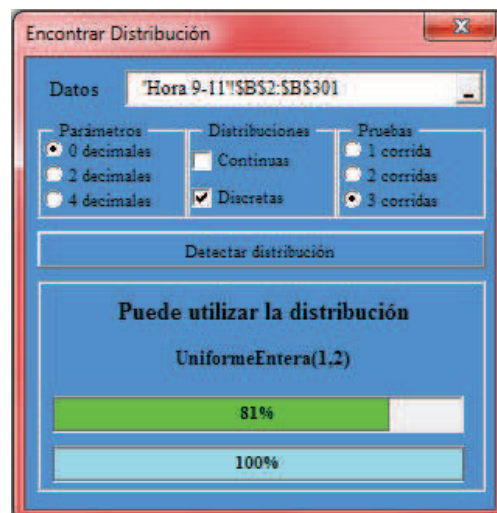 Encontrar Distribución
Datos "Hora 9-11"!$B$2:$B$301
Parámetros
0 decimales
2 decimales
4 decimales
Distribuciones
Continuas
Discretas
Pruebas
1 corrida
2 corridas
3 corridas
Detectar distribución
Puede utilizar la distribución
UniformeEntera(1,2)
81%
100%